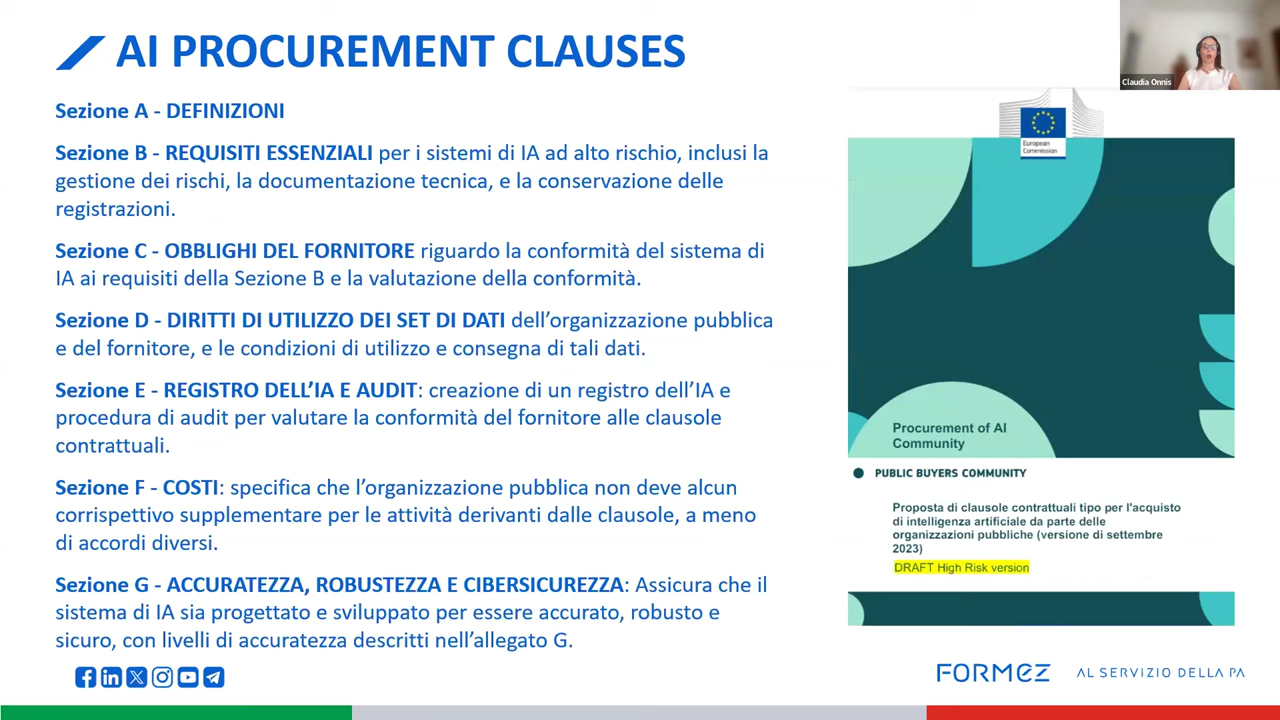 AI PROCUREMENT CLAUSES
Claudia Onnis
Sezione A - DEFINIZIONI
Sezione B - REQUISITI ESSENZIALI per i sistemi di IA ad alto rischio, inclusi la
gestione dei rischi, la documentazione tecnica, e la conservazione delle
registrazioni.
Sezione C - OBBLIGHI DEL FORNITORE riguardo la conformità del sistema di
IA ai requisiti della Sezione B e la valutazione della conformità.
Sezione D - DIRITTI DI UTILIZZO DEI SET DI DATI dell'organizzazione pubblica
e del fornitore, e le condizioni di utilizzo e consegna di tali dati.
Sezione E - REGISTRO DELL'IA E AUDIT: creazione di un registro dell'IA e
procedura di audit per valutare la conformità del fornitore alle clausole
contrattuali.
Sezione F - COSTI: specifica che l'organizzazione pubblica non deve alcun
corrispettivo supplementare per le attività derivanti dalle clausole, a meno
di accordi diversi.
Sezione G - ACCURATEZZA, ROBUSTEZZA E CIBERSICUREZZA: Assicura che il
sistema di IA sia progettato e sviluppato per essere accurato, robusto e
sicuro, con livelli di accuratezza descritti nell'allegato G.
European
Commission
Procurement of AI
Community
PUBLIC BUYERS COMMUNITY
Proposta di clausole contrattuali tipo per l'acquisto
di intelligenza artificiale da parte delle
organizzazioni pubbliche (versione di settembre
2023)
DRAFT High Risk version
FORMEZ
AL SERVIZIO DELLA PA